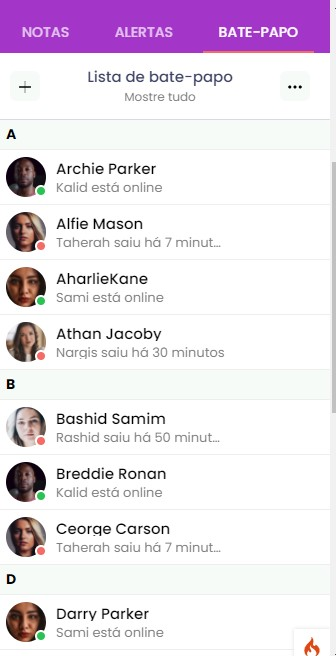 NOTAS
ALERTAS
BATE-PAPO
Lista de bate-papo
Mostre tudo
A
Archie Parker
Kalid está online
Alfie Mason
Taherah saiu há 7 minut...
AharlieKane
Sami está online
Athan Jacoby
Nargis saiu há 30 minutos
B
Bashid Samim
Rashid saiu há 50 minut...
Breddie Ronan
Kalid está online
Ceorge Carson
Taherah saiu há 7 minut...
D
Darry Parker
Sami está online